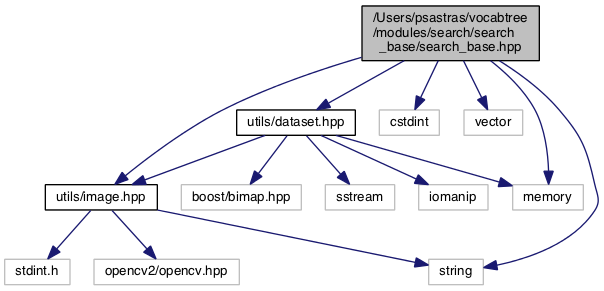 /Users/psastras/vocabtree
/modules/search/search
_base/search_base.hpp
utils/dataset.hpp
cstdint
vector
utils/image.hpp
boost/bimap.hpp
sstream
iomanip
memory
stdint.h
opencv2/opencv.hpp
string